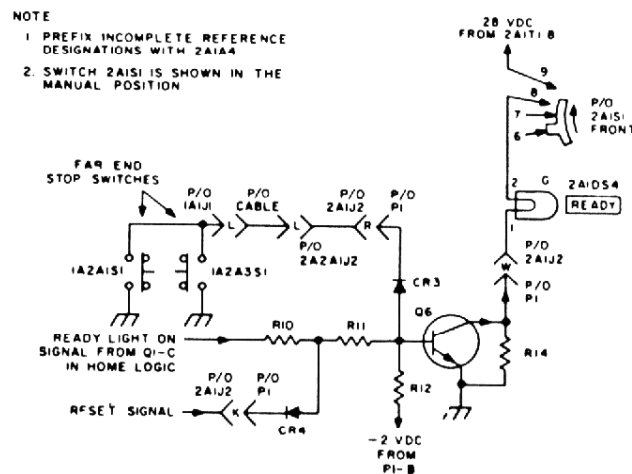 NOTE
1 PREFIX INCOMPLETE REFERENCE
DESIGNATIONS WITH 2A1A4
2. SWITCH 2A1S1 IS SHOWN IN THE
MANUAL POSITION
28 VDC
FROM 2A1T1 8
9
8
7
6
P/O
2A1S1
FRONT
FAR END
STOP SWITCHES
P/O
1A1J1
L
P/O
CABLE
L
P/O
2A2A1J2
P/O
2A1J2
R
P/O
P1
2
G
2A1DS4
READY
1
P/O
2A1J2
W
P/O
P1
1A2A1S1
1A2A3S1
CR3
Q6
READY LIGHT ON
SIGNAL FROM Q1-C
IN HOME LOGIC
R10
R11
R14
R12
P/O
2A1J2
P/O
P1
RESET SIGNAL
K
CR4
-2 VDC
FROM
P1-B